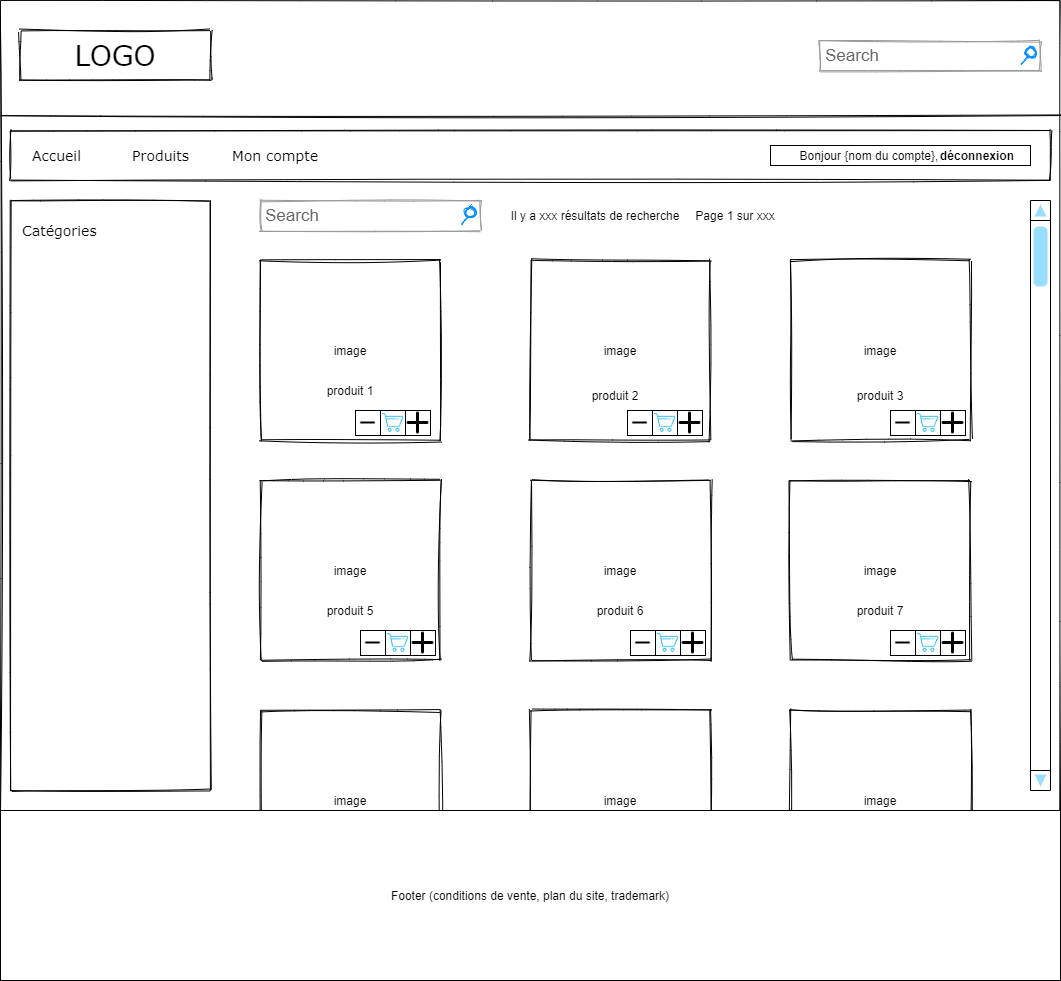 LOGO
Search
Accueil
Produits
Mon compte
Bonjour {nom du compte}, déconnexion
Catégories
Search
Il y a xxx résultats de recherche
Page 1 sur xxx
image
image
image
produit 1
produit 2
produit 3
image
image
image
produit 5
produit 6
produit 7
image
image
image
Footer (conditions de vente, plan du site, trademark)